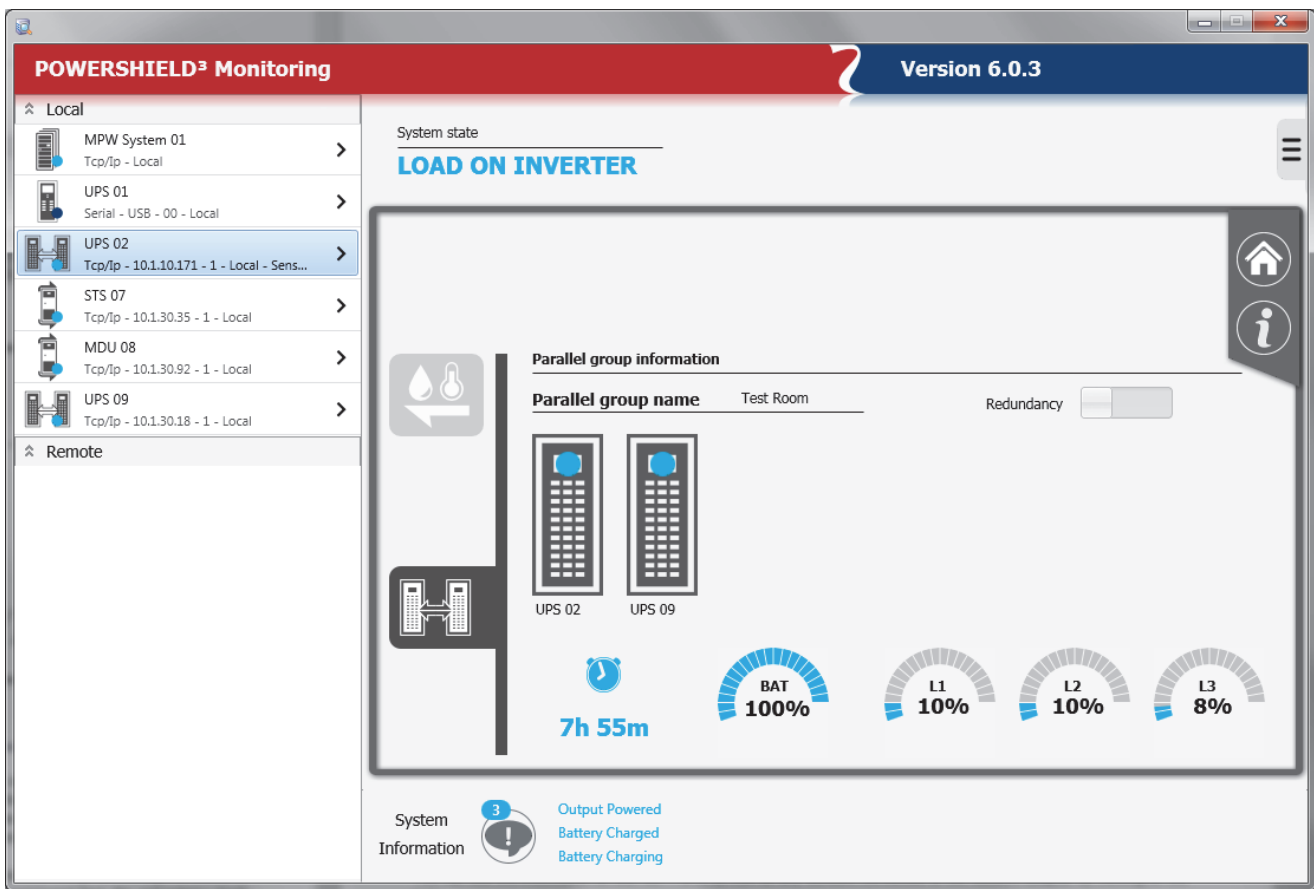 POWERSHIELD³ Monitoring
Version 6.0.3
Local
MPW System 01
Tcp/Ip - Local
UPS 01
Serial - USB - 00 - Local
UPS 02
Tcp/Ip - 10.1.10.171 - 1 - Local - Sens...
STS 07
Tcp/Ip - 10.1.30.35 - 1 - Local
MDU 08
Tcp/Ip - 10.1.30.92 - 1 - Local
UPS 09
Tcp/Ip - 10.1.30.18 - 1 - Local
Remote
System state
LOAD ON INVERTER
Parallel group information
Parallel group name Test Room
Redundancy
UPS 02 UPS 09
7h 55m
BAT
100%
L1
10%
L2
10%
L3
8%
System
Information
3
Output Powered
Battery Charged
Battery Charging